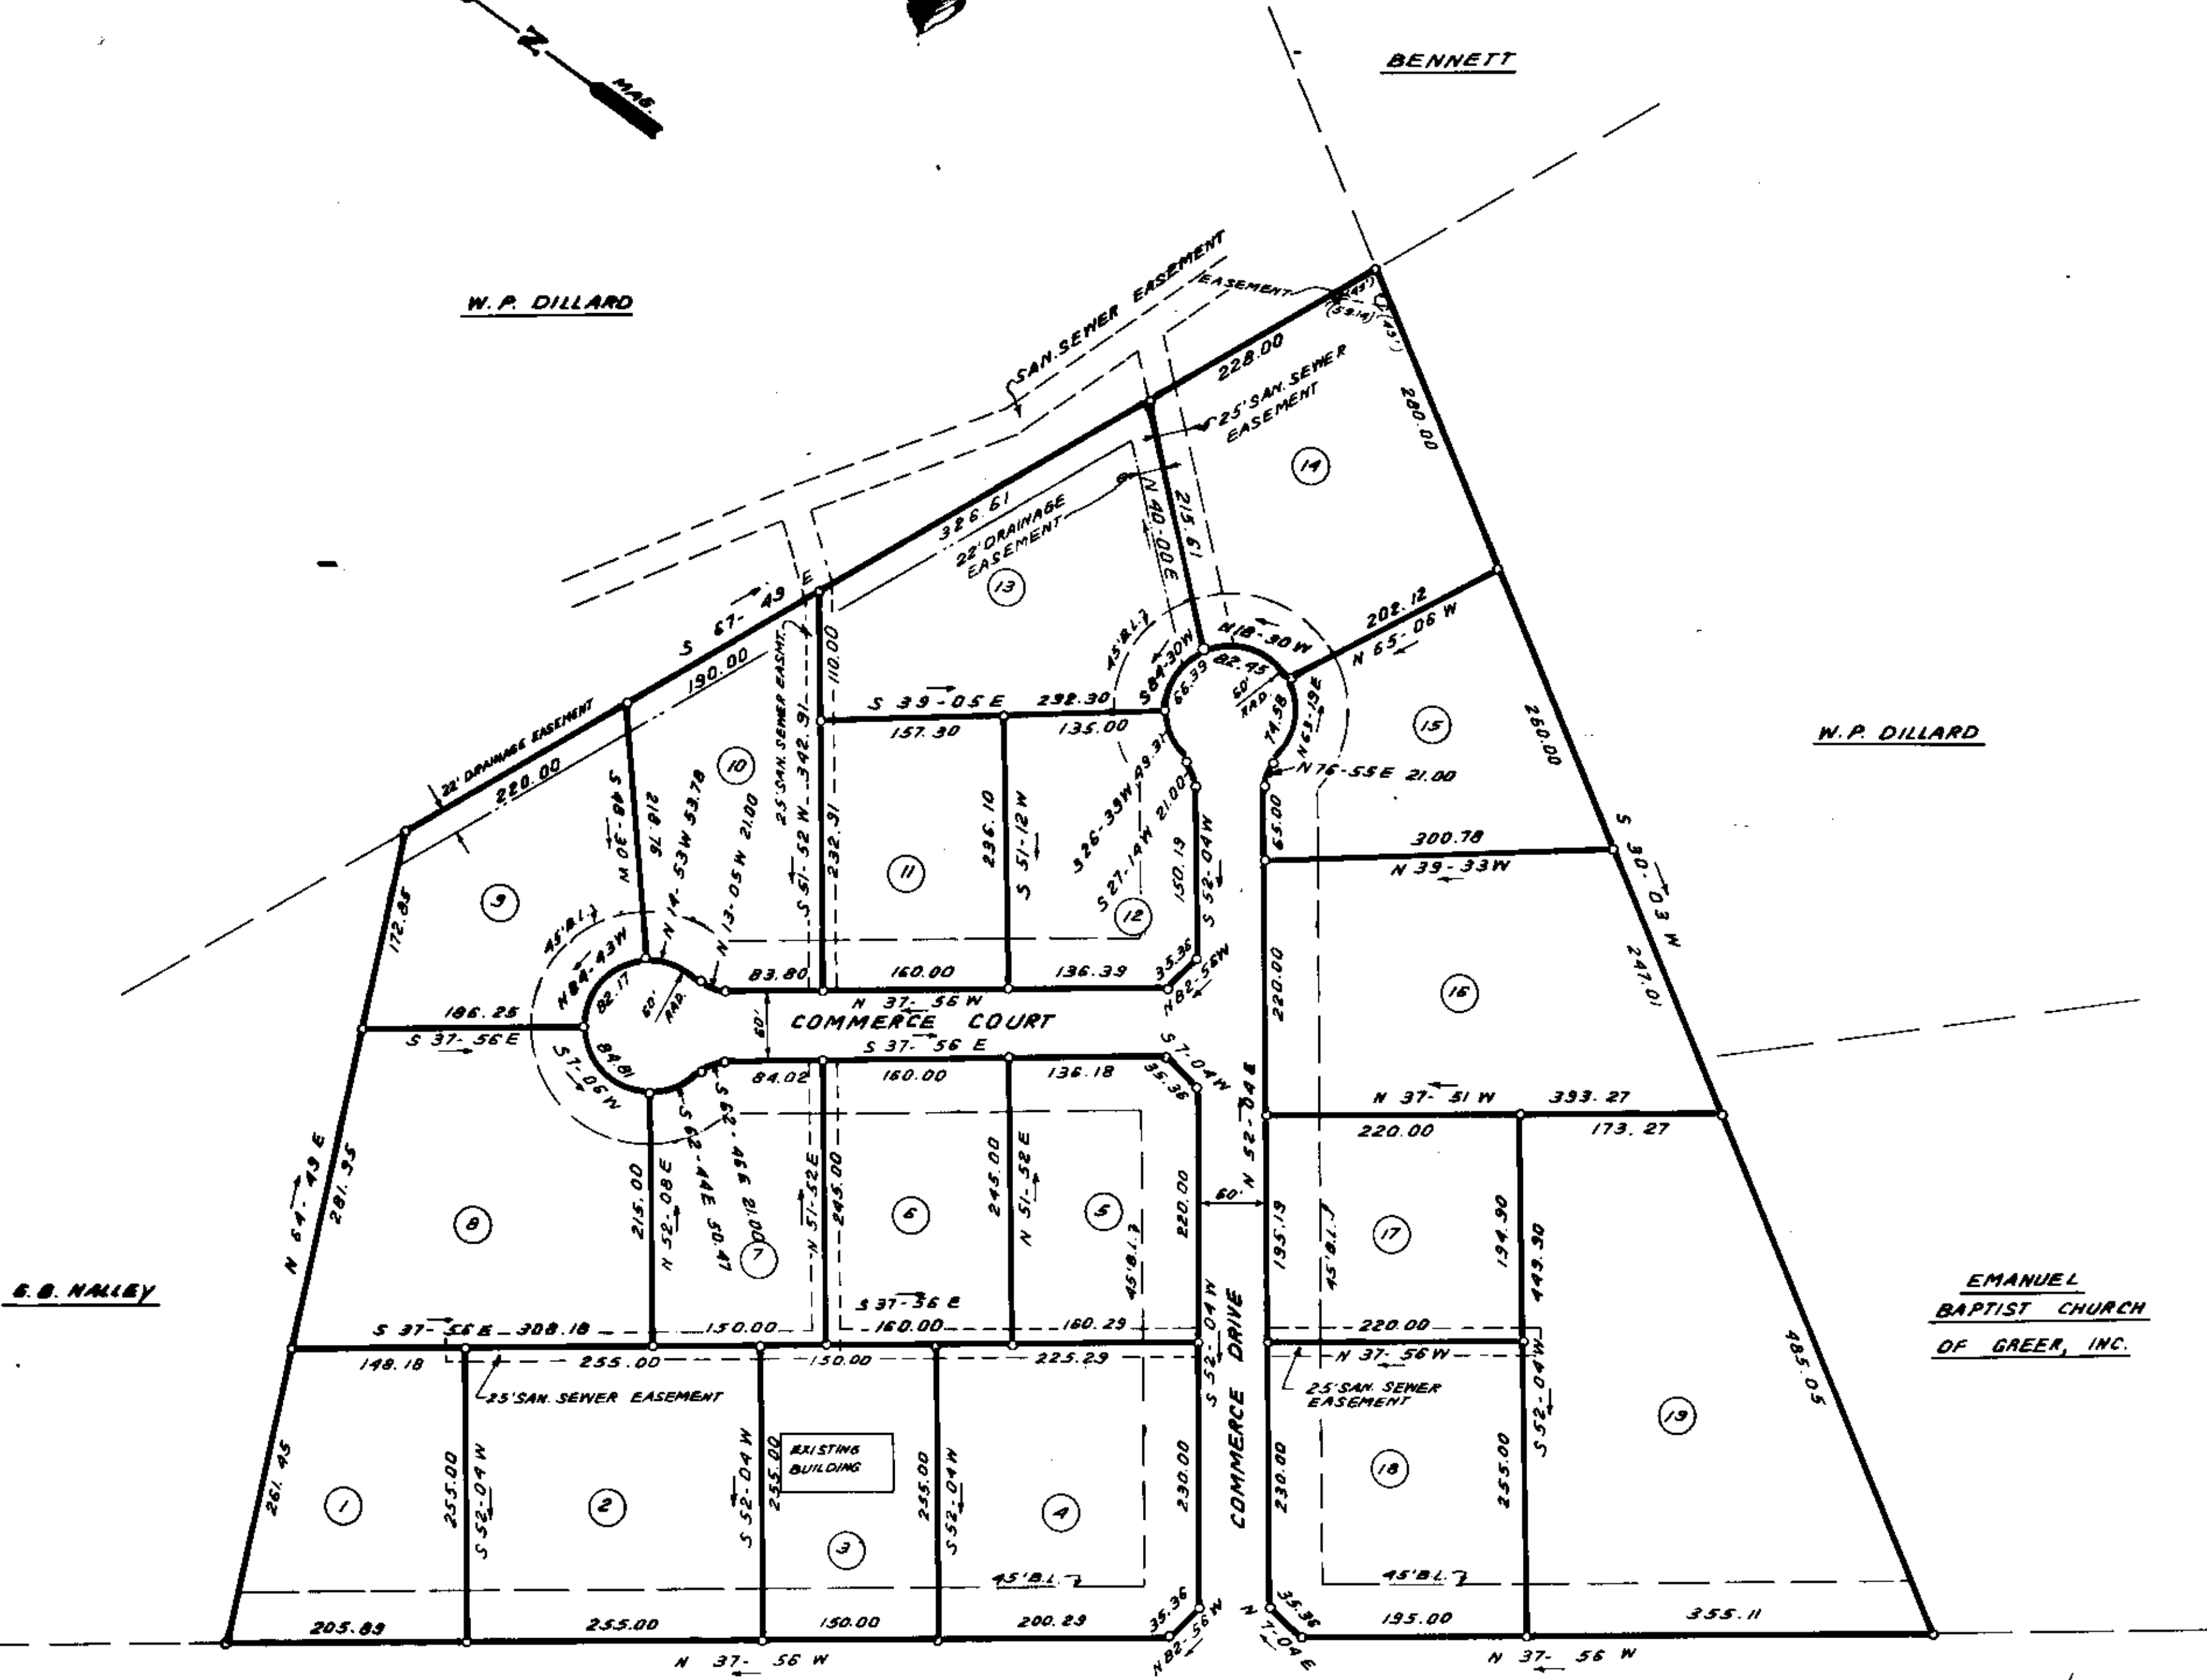 N
MAG.
BENNETT
W.P. DILLARD
SAN. SEWER EASEMENT
EASEMENT
(43')
(59.14)
(43')
228.00
25' SAN. SEWER
EASEMENT
280.00
14
326.61
22' DRAINAGE
EASEMENT
13
N 40-00 E
215.61
S 67-49 E
190.00
22' DRAINAGE EASEMENT
220.00
25' SAN. SEWER EASMT.
110.00
45' B.L.
S 84-30 W
66.39
N 18-30 W
82.45
60'
RAD.
74.58
N 63-19 E
202.12
N 65-06 W
S 39-05 E 292.30
157.30
135.00
10
S 48-30 W
218.76
N 14-53 W 53.78
N 13-05 W 21.00
S 51-52 W 342.91
232.91
11
236.10
S 51-12 W
S 26-39 W 49.31
S 27-14 W 21.00
12
150.19
S 52-04 W
N 76-55 E 21.00
65.00
15
260.00
W.P. DILLARD
300.78
N 39-33 W
S 30-03 W
247.01
9
172.85
45' B.L.
N 84-43 W
82.17
60'
RAD.
83.80
160.00
136.39
35.36
N 82-56 W
N 37-56 W
COMMERCE COURT
60'
S 37-56 E
84.02
160.00
136.18
S 7-04 W
35.36
220.00
16
186.25
S 37-56 E
84.81
S 7-06 W
S 62-44 E 50.47
S 62-46 E 21.00
N 37-51 W 393.27
220.00
173.27
N 64-49 E
281.95
8
215.00
N 52-08 E
7
N 51-52 E
245.00
6
245.00
N 51-52 E
5
45' B.L.
220.00
60'
N 52-04 E
195.19
45' B.L.
17
194.90
449.90
G.B. NALLEY
EMANUEL
BAPTIST CHURCH
OF GREER, INC.
S 37-56 E 308.18
150.00
S 37-56 E
160.00
160.29
148.18
255.00
150.00
225.29
25' SAN. SEWER EASEMENT
S 52-04 W
COMMERCE DRIVE
220.00
N 37-56 W
25' SAN. SEWER
EASEMENT
S 52-04 W
485.05
19
261.45
1
255.00
S 52-04 W
2
S 52-04 W
255.00
EXISTING
BUILDING
3
255.00
S 52-04 W
4
230.00
230.00
18
255.00
45' B.L.
45' B.L.
205.89
255.00
150.00
200.29
35.36
N 82-56 W
N 7-04 E
35.36
195.00
355.11
N 37-56 W
N 37-56 W